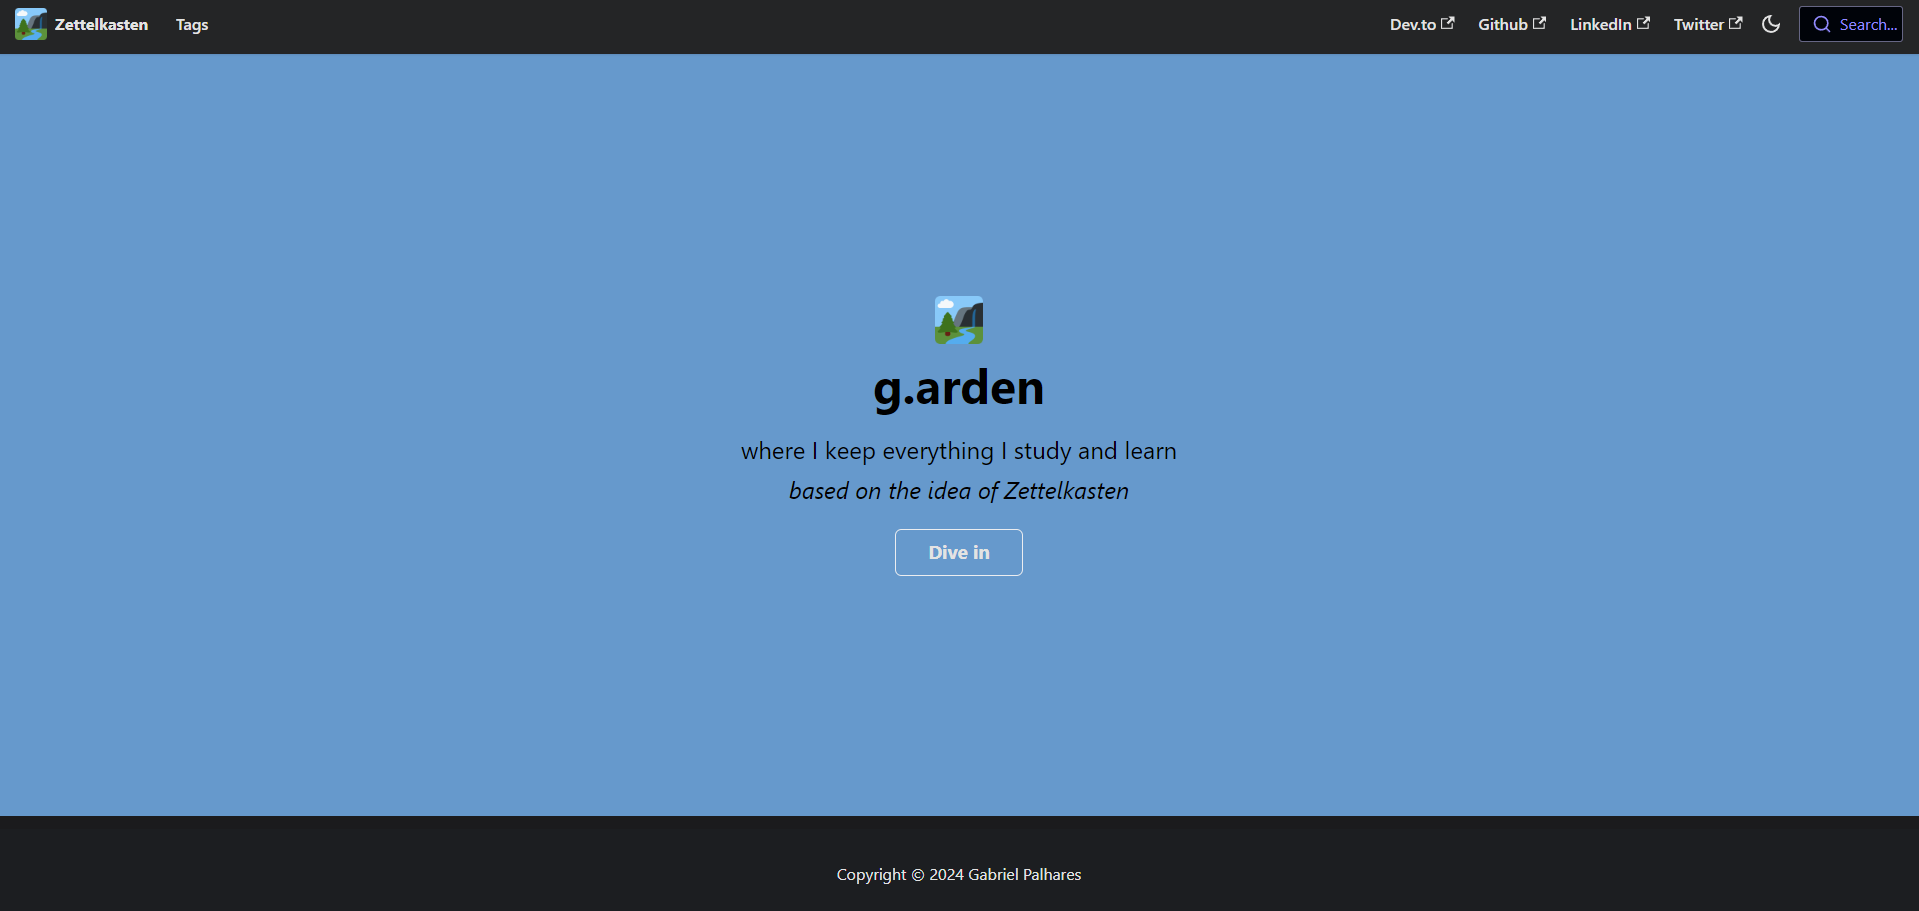 Zettelkasten Tags Dev.to Github LinkedIn Twitter Search...
g.arden
where I keep everything I study and learn
based on the idea of Zettelkasten
Dive in
Copyright © 2024 Gabriel Palhares